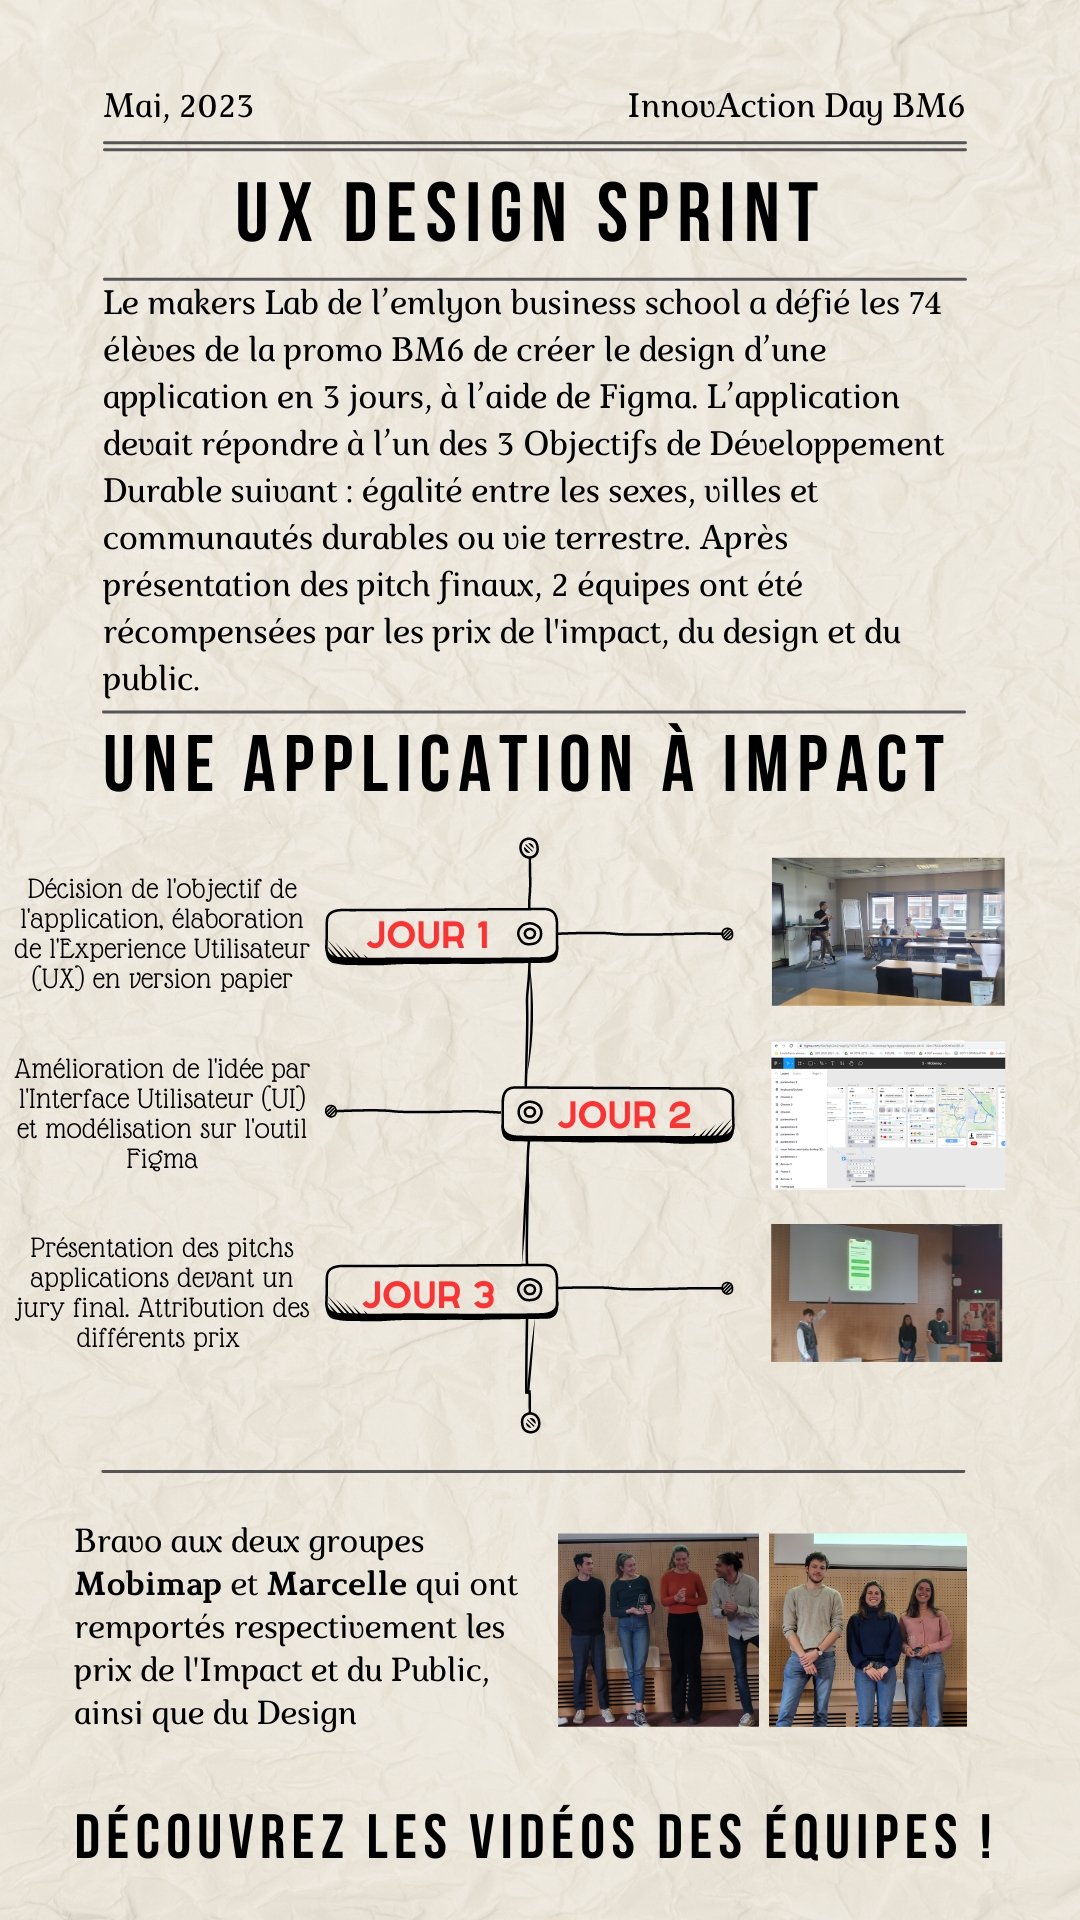 Mai, 2023
InnovAction Day BM6
UX DESIGN SPRINT
Le makers Lab de l’emlyon business school a défié les 74
élèves de la promo BM6 de créer le design d’une
application en 3 jours, à l’aide de Figma. L’application
devait répondre à l’un des 3 Objectifs de Développement
Durable suivant : égalité entre les sexes, villes et
communautés durables ou vie terrestre. Après
présentation des pitch finaux, 2 équipes ont été
récompensées par les prix de l'impact, du design et du
public.
UNE APPLICATION À IMPACT
Décision de l'objectif de
l'application, élaboration
de l'Experience Utilisateur
(UX) en version papier
JOUR 1
Amélioration de l'idée par
l'Interface Utilisateur (UI)
et modélisation sur l'outil
Figma
JOUR 2
Présentation des pitchs
applications devant un
jury final. Attribution des
différents prix
JOUR 3
Bravo aux deux groupes
Mobimap et Marcelle qui ont
remportés respectivement les
prix de l'Impact et du Public,
ainsi que du Design
DÉCOUVREZ LES VIDÉOS DES ÉQUIPES !